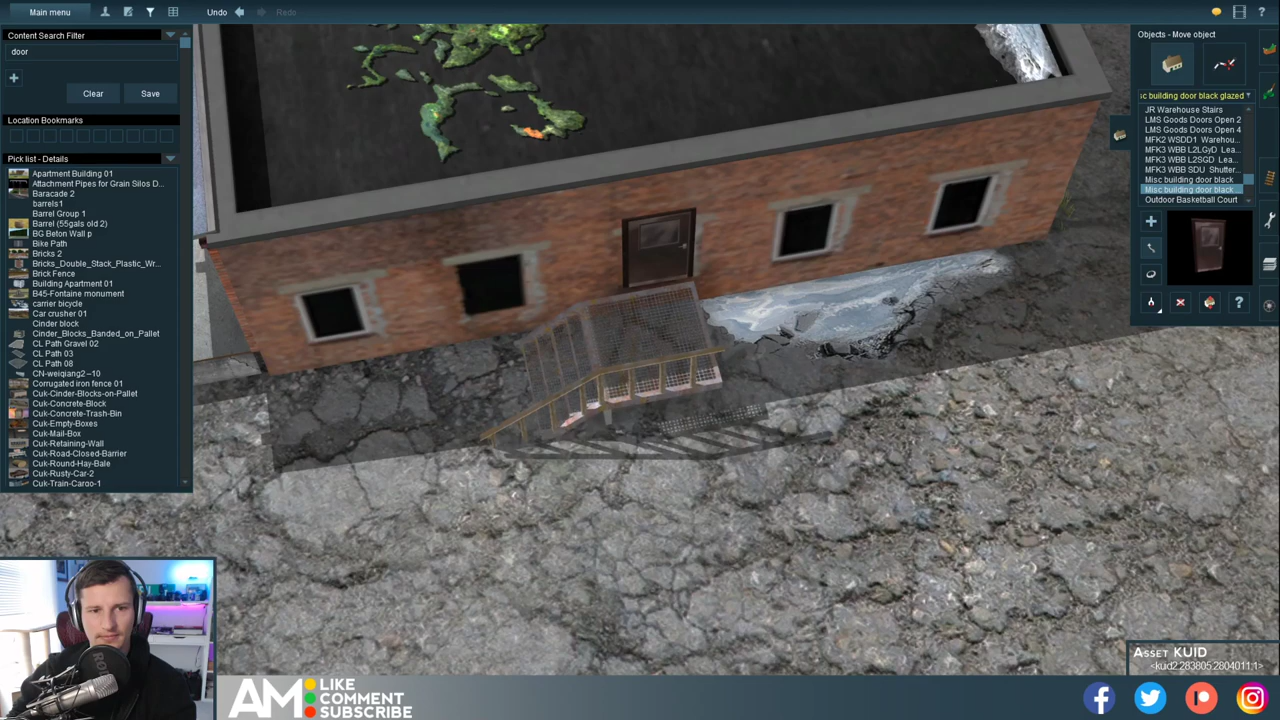 Main menu
Undo
Redo
?
Content Search Filter
door
Clear
Save
Location Bookmarks
Pick list - Details
Apartment Building 01
Attachment Pipes for Grain Silos D...
Baracade 2
barrels1
Barrel Group 1
Barrel (55gals old 2)
BG Beton Wall p
Bike Path
Bricks 2
Bridges_Double_Stack_Plastic_Wr...
Brick Fence
Building Apartment 01
B45-Fontaine monument
carrier bicycle
Car crusher 01
Cinder block
Cinder_Blocks_Banded_on_Pallet
CL Path Gravel 02
CL Path 03
CL Path 08
CN-weiqiang2--10
Corrugated iron fence 01
Cuk-Cinder-Blocks-on-Pallet
Cuk-Concrete-Block
Cuk-Concrete-Trash-Bin
Cuk-Empty-Boxes
Cuk-Mail-Box
Cuk-Retaining-Wall
Cuk-Road-Closed-Barrier
Cuk-Round-Hay-Bale
Cuk-Rusty-Car-2
Cuk-Train-Cargo-1
Objects - Move object
sc building door black glazed
JR Warehouse Stairs
LMS Goods Doors Open 2
LMS Goods Doors Open 4
MFK2 WSDD1 Warehou...
MFK3 WBB L2LGyD Lea...
MFK3 WBB L2SGD Lea...
MFK3 WBB SDU Shutter...
Misc building door black
Misc building door black...
Outdoor Basketball Court
?
ASSET KUID
<kuid2:283805:2804011:1>
AM
LIKE
COMMENT
SUBSCRIBE